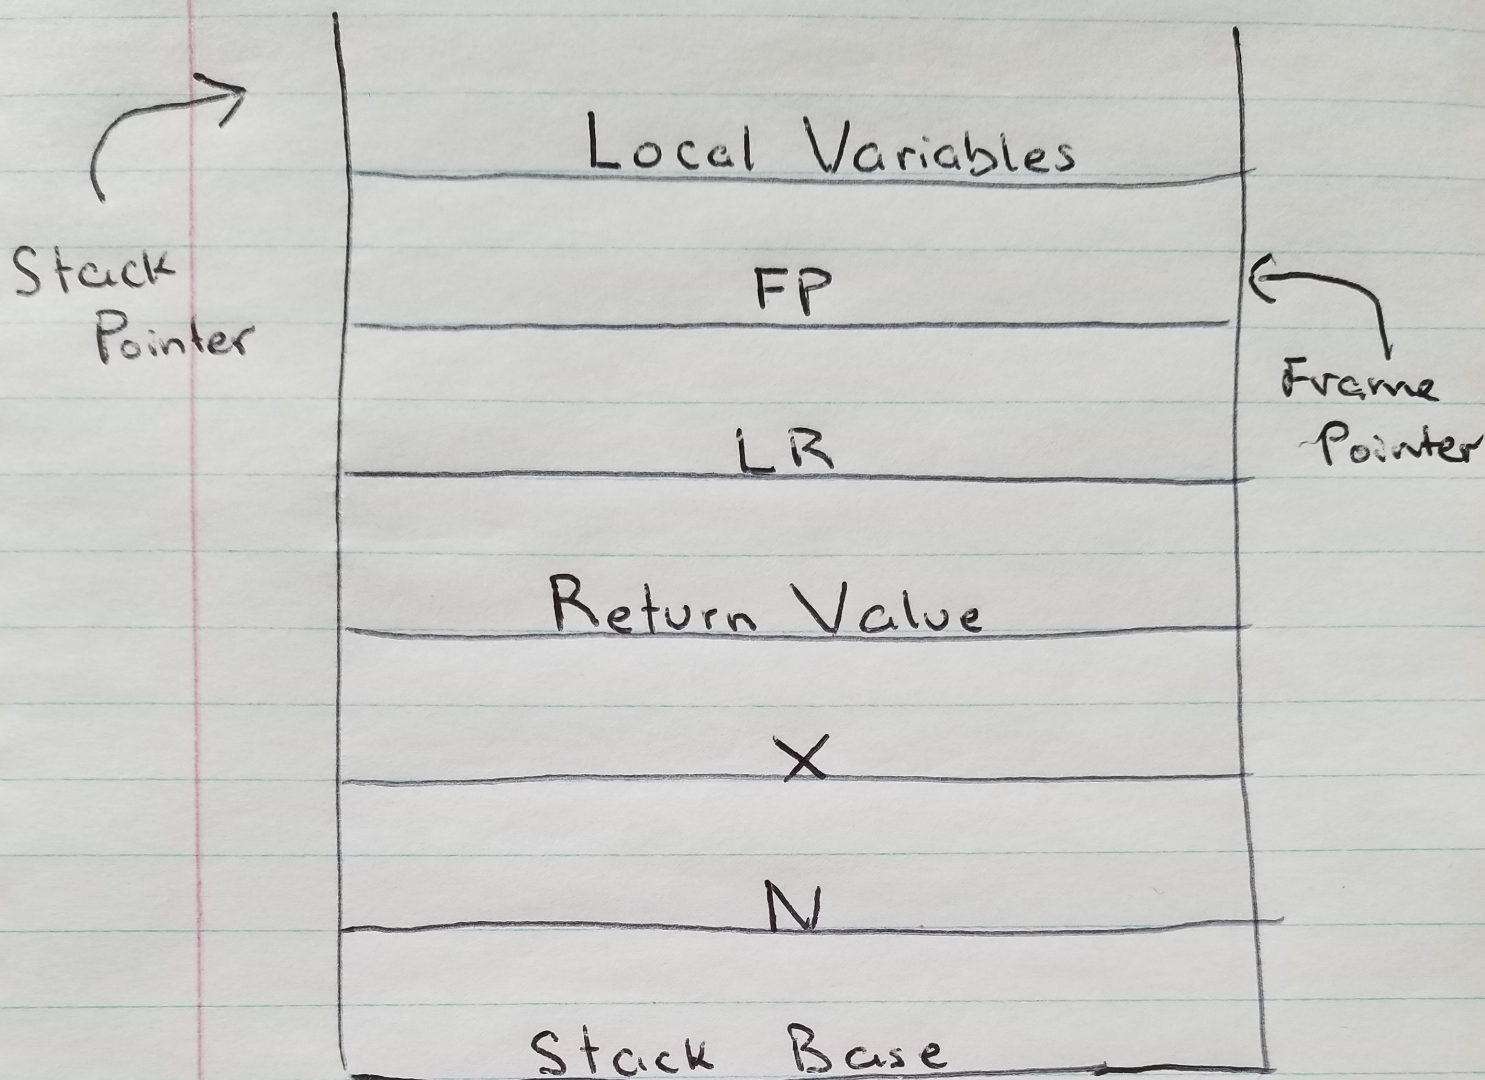 Local Variables
Stack
Pointer
FP
Frame
Pointer
LR
Return Value
X
N
Stack Base